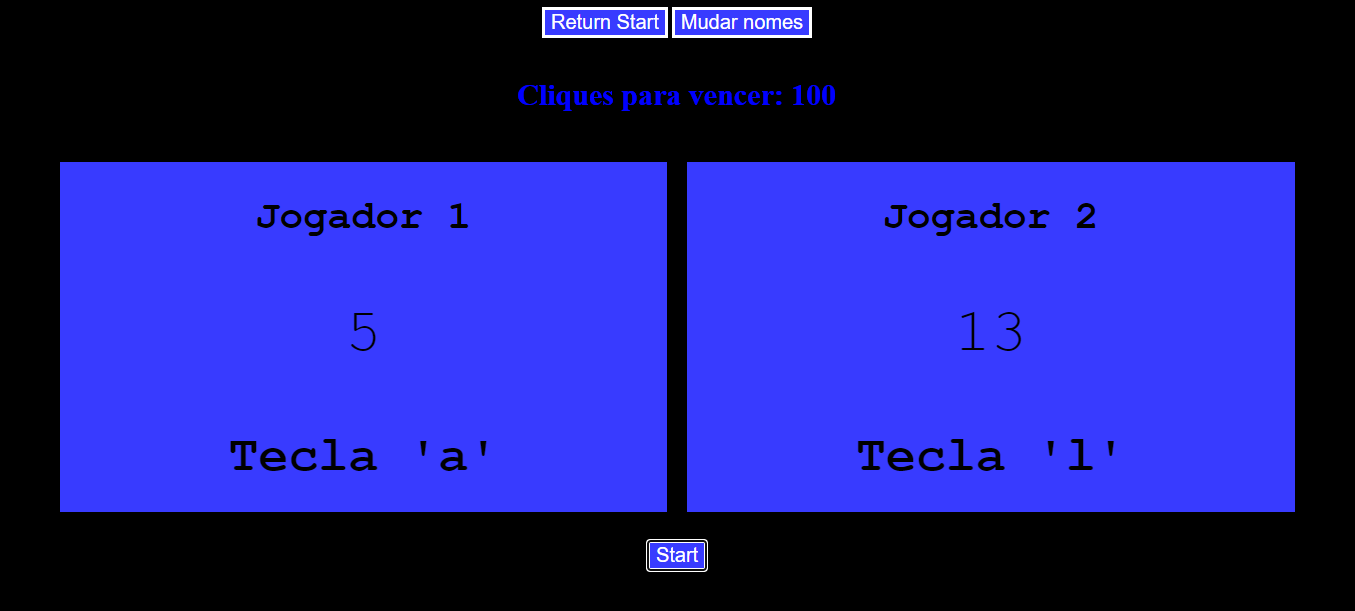 Return Start Mudar nomes
Cliques para vencer: 100
Jogador 1
5
Tecla 'a'
Jogador 2
13
Tecla 'l'
Start